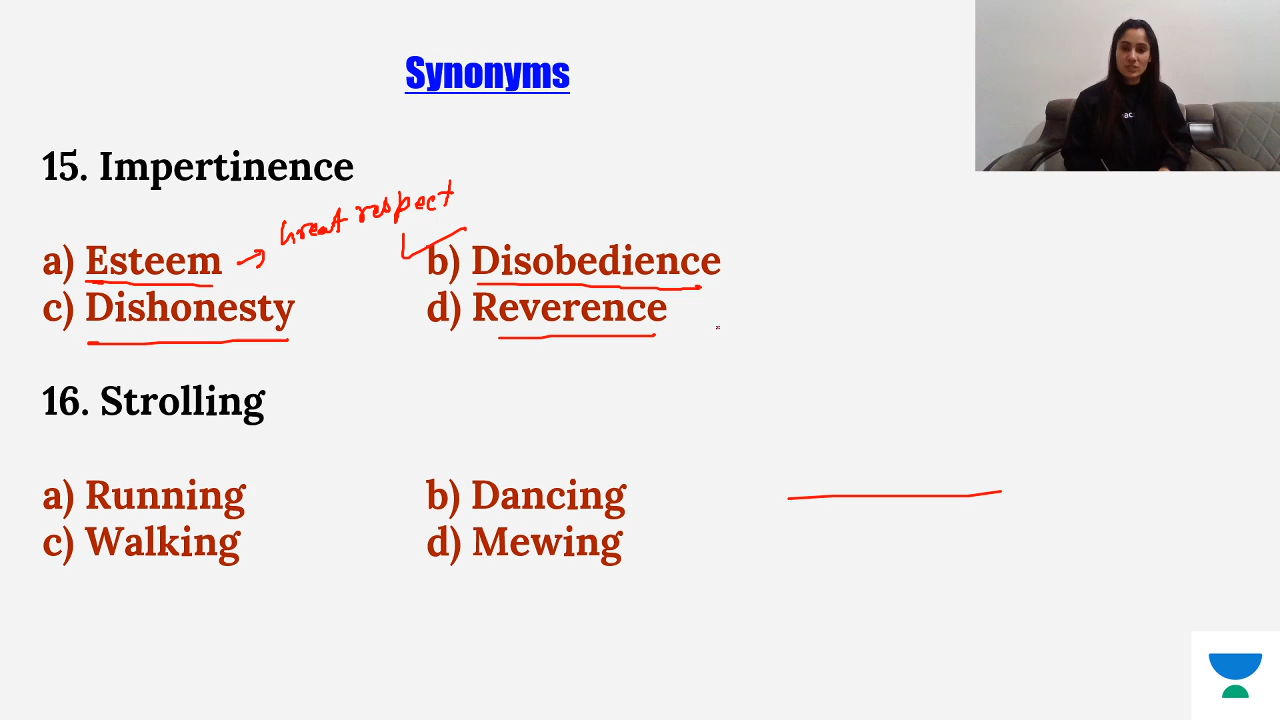 Synonyms
15. Impertinence
Great respect
a) Esteem b) Disobedience
c) Dishonesty d) Reverence
16. Strolling
a) Running b) Dancing
c) Walking d) Mewing